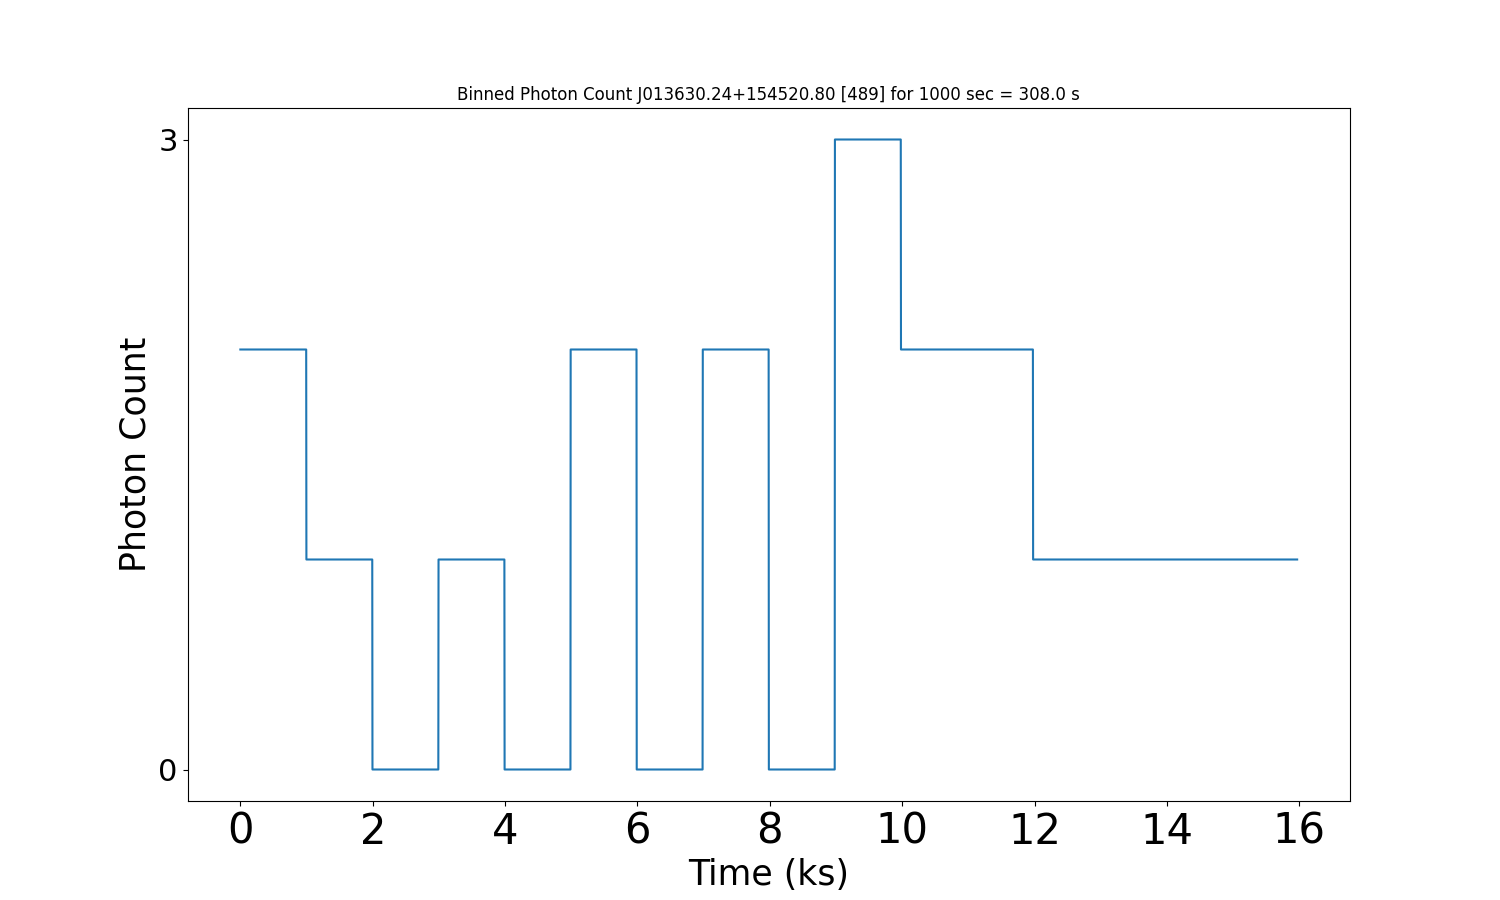 Binned Photon Count J013630.24+154520.80 [489] for 1000 sec = 308.0 s
3
Photon Count
0
0 2 4 6 8 10 12 14 16
Time (ks)